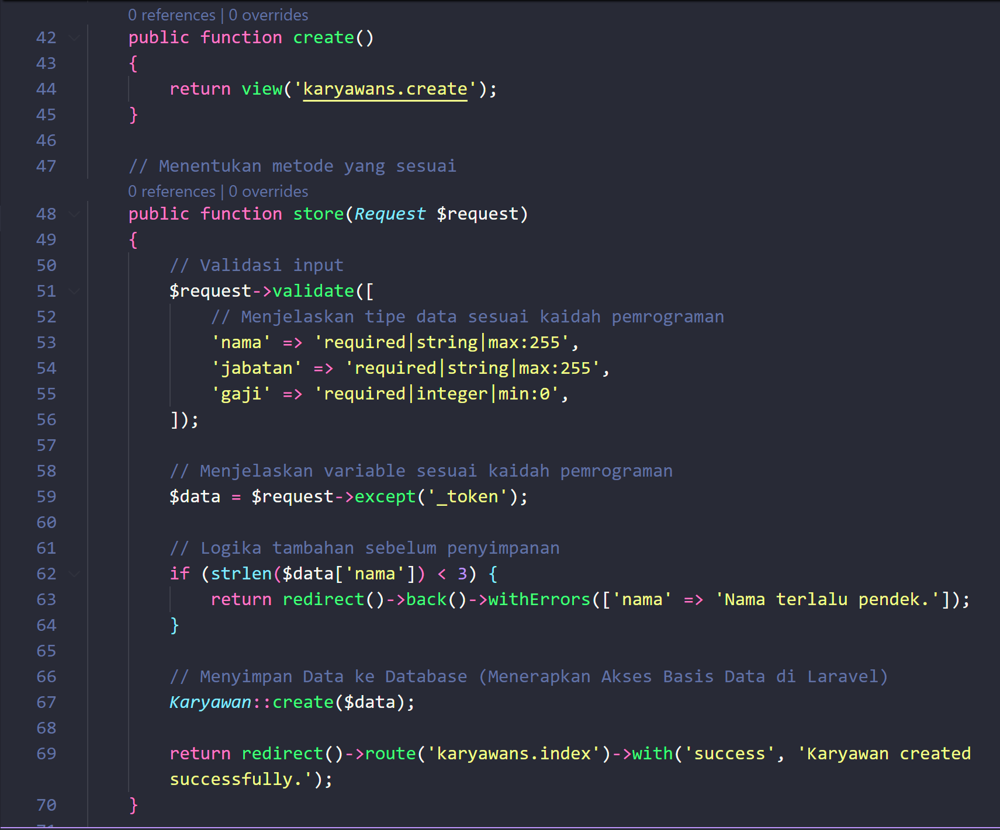 0 references | 0 overrides
42 public function create()
43 {
44 return view('karyawans.create');
45 }
46
47 // Menentukan metode yang sesuai
0 references | 0 overrides
48 public function store(Request $request)
49 {
50 // Validasi input
51 $request->validate([
52 // Menjelaskan tipe data sesuai kaidah pemrograman
53 'nama' => 'required|string|max:255',
54 'jabatan' => 'required|string|max:255',
55 'gaji' => 'required|integer|min:0',
56 ]);
57
58 // Menjelaskan variable sesuai kaidah pemrograman
59 $data = $request->except('_token');
60
61 // Logika tambahan sebelum penyimpanan
62 if (strlen($data['nama']) < 3) {
63 return redirect()->back()->withErrors(['nama' => 'Nama terlalu pendek.']);
64 }
65
66 // Menyimpan Data ke Database (Menerapkan Akses Basis Data di Laravel)
67 Karyawan::create($data);
68
69 return redirect()->route('karyawans.index')->with('success', 'Karyawan created
successfully.');
70 }